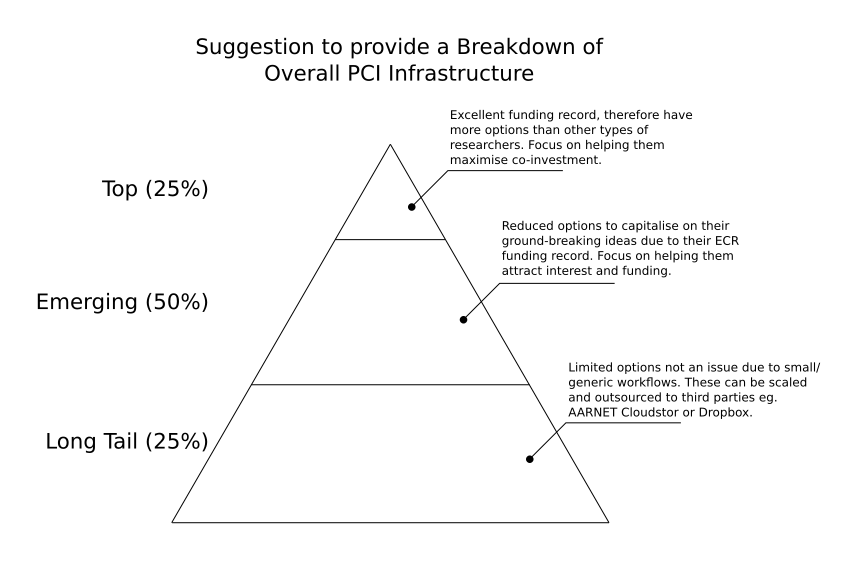 Suggestion to provide a Breakdown of
Overall PCI Infrastructure
Excellent funding record, therefore have
more options than other types of
researchers. Focus on helping them
maximise co-investment.
Top (25%)
Reduced options to capitalise on their
ground-breaking ideas due to their ECR
funding record. Focus on helping them
attract interest and funding.
Emerging (50%)
Limited options not an issue due to small/
generic workflows. These can be scaled
and outsourced to third parties eg.
AARNET Cloudstor or Dropbox.
Long Tail (25%)